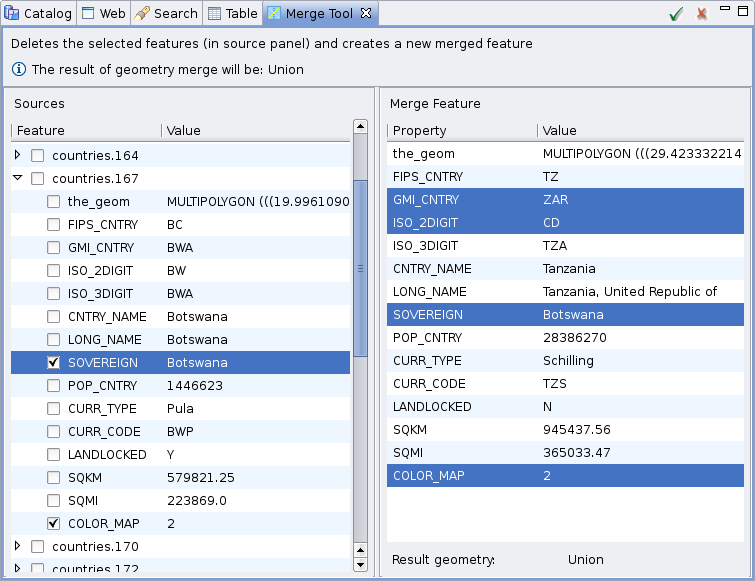 Catalog Web Search Table Merge Tool
Deletes the selected features (in source panel) and creates a new merged feature
The result of geometry merge will be: Union
Sources
Feature Value
countries.164
countries.167
the_geom MULTIPOLYGON (((19.9961090
FIPS_CNTRY BC
GMI_CNTRY BWA
ISO_2DIGIT BW
ISO_3DIGIT BWA
CNTRY_NAME Botswana
LONG_NAME Botswana
SOVEREIGN Botswana
POP_CNTRY 1446623
CURR_TYPE Pula
CURR_CODE BWP
LANDLOCKED Y
SQKM 579821.25
SQMI 223869.0
COLOR_MAP 2
countries.170
countries.172
Merge Feature
Property Value
the_geom MULTIPOLYGON (((29.423332214
FIPS_CNTRY TZ
GMI_CNTRY ZAR
ISO_2DIGIT CD
ISO_3DIGIT TZA
CNTRY_NAME Tanzania
LONG_NAME Tanzania, United Republic of
SOVEREIGN Botswana
POP_CNTRY 28386270
CURR_TYPE Schilling
CURR_CODE TZS
LANDLOCKED N
SQKM 945437.56
SQMI 365033.47
COLOR_MAP 2
Result geometry: Union